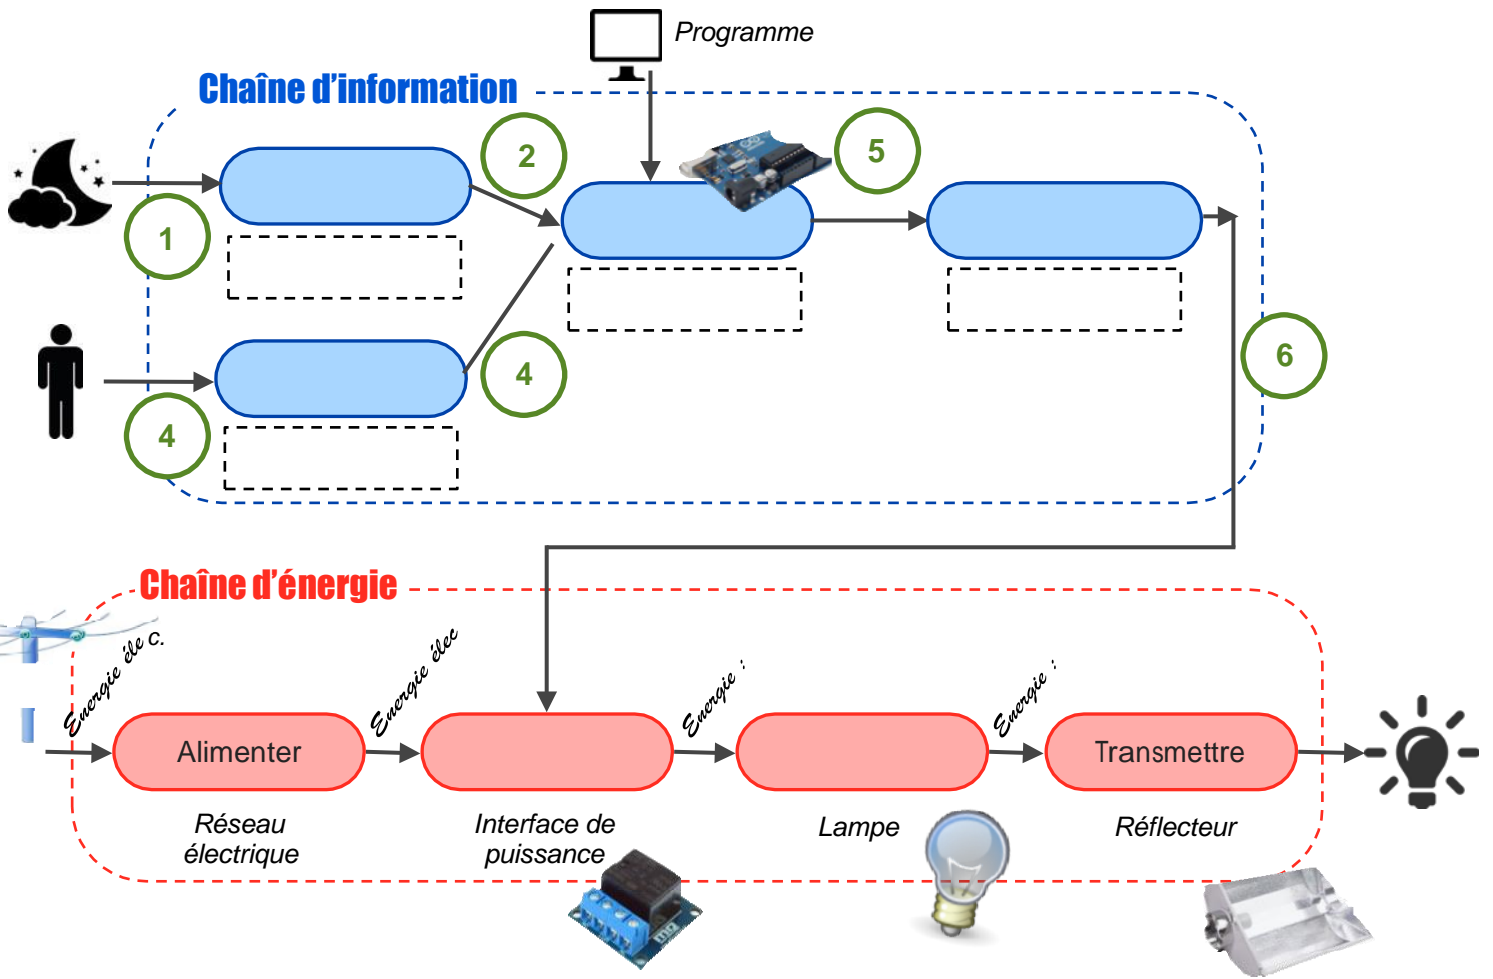 Programme
Chaîne d'information
2
5
1
6
4
4
Chaîne d'énergie
Energie éle c.
Energie élec
Energie :
Energie :
Alimenter
Transmettre
Réseau
électrique
Interface de
puissance
Lampe
Réflecteur